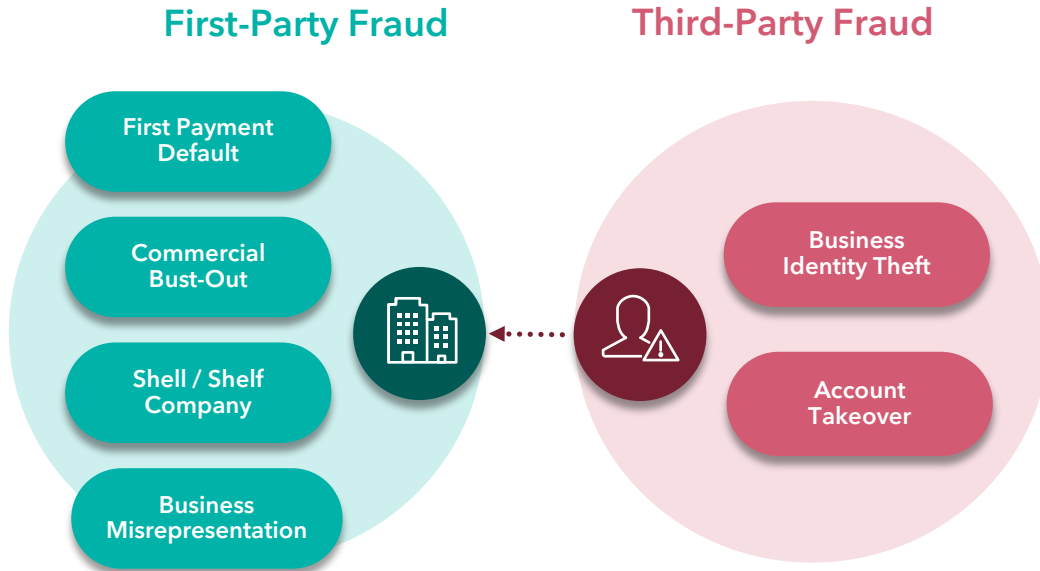 First-Party Fraud
Third-Party Fraud
First Payment
Default
Commercial
Bust-Out
Shell / Shelf
Company
Business
Misrepresentation
Business
Identity Theft
Account
Takeover